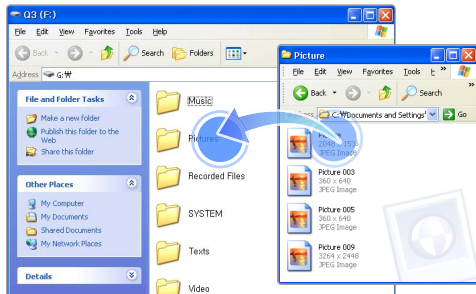 Q3 (F:)
File Edit View Favorites Tools Help
Back Search Folders
Address G:₩
File and Folder Tasks
Make a new folder
Publish this folder to the
Web
Share this folder
Other Places
My Computer
My Documents
Shared Documents
My Network Places
Details
Music
Pictures
Recorded Files
SYSTEM
Texts
Video
Picture
File Edit View Favorites Tools »
Back Search »
Address C:₩Documents and Settings' Go
Picture
2048 x 1536
JPEG Image
Picture 003
360 x 640
JPEG Image
Picture 005
360 x 640
JPEG Image
Picture 009
3264 x 2448
JPEG Image